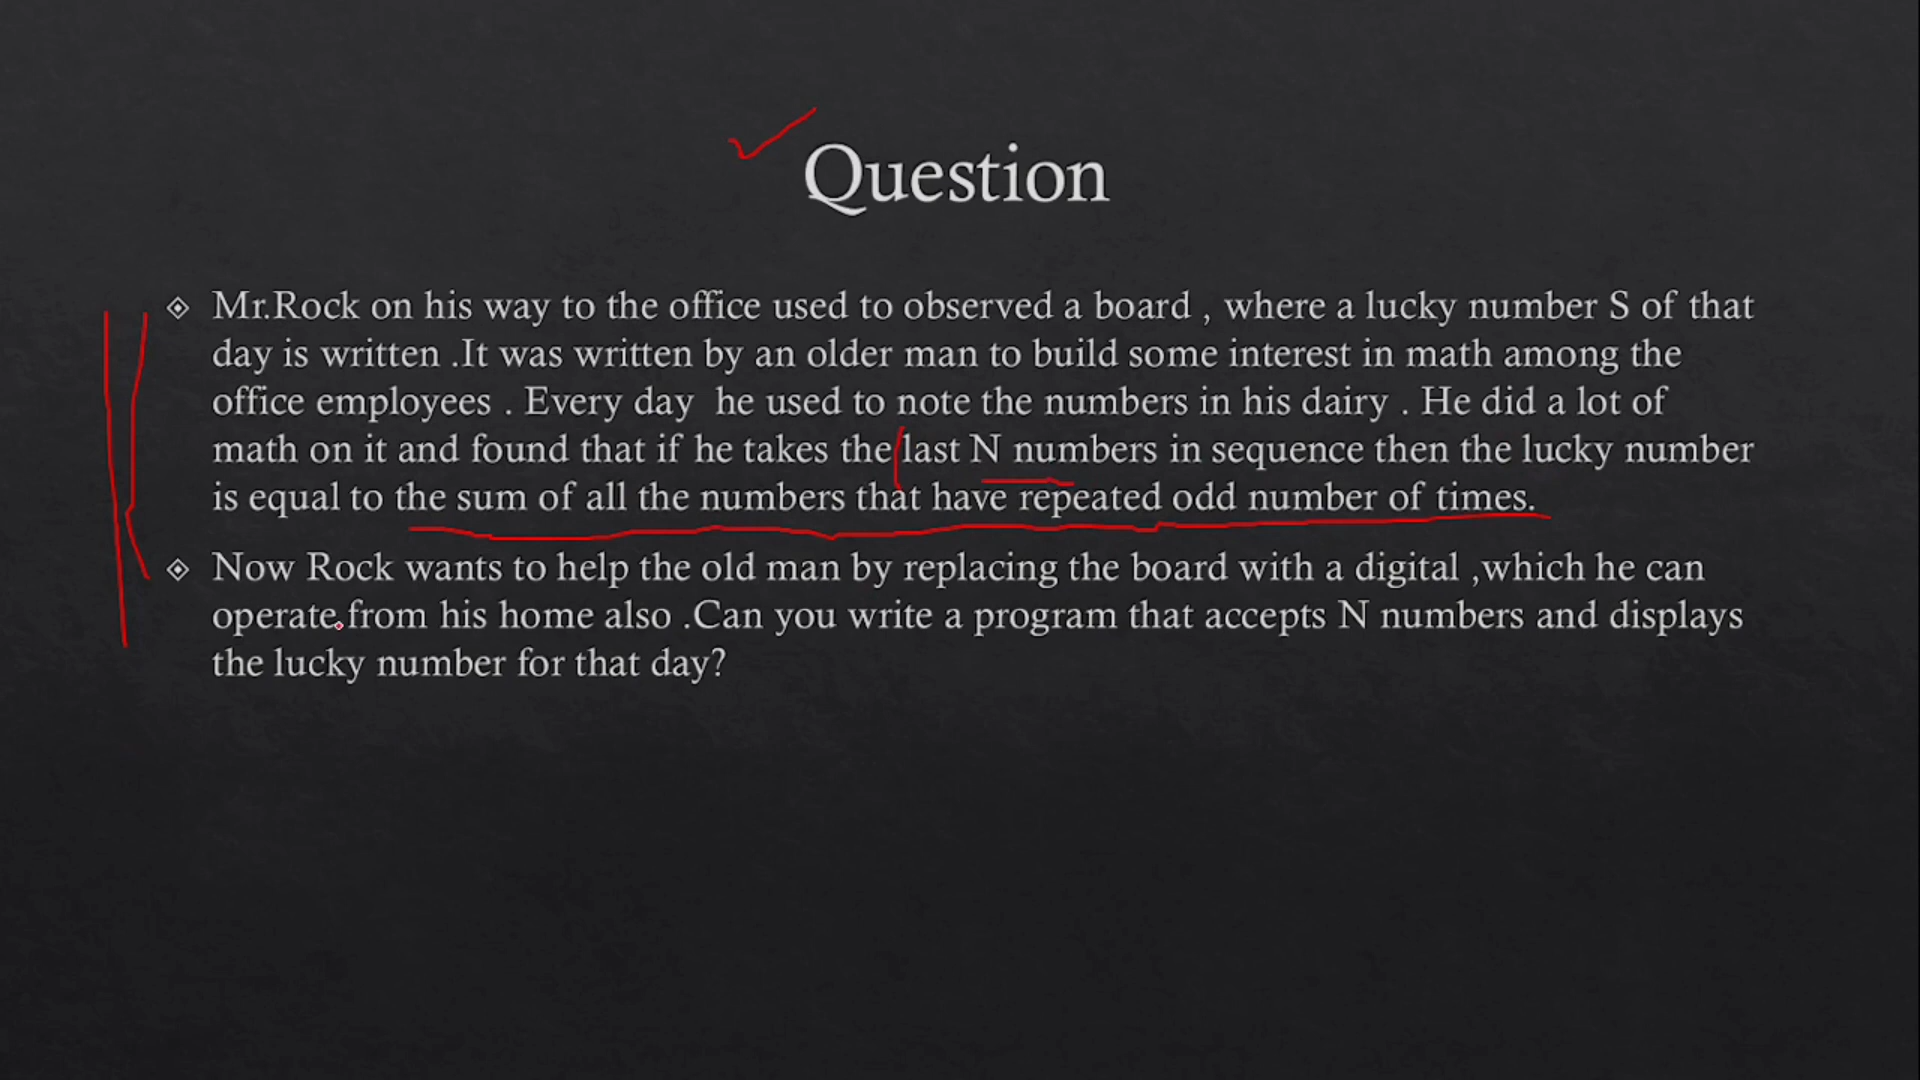 Question
Mr.Rock on his way to the office used to observed a board , where a lucky number S of that
day is written .It was written by an older man to build some interest in math among the
office employees . Every day  he used to note the numbers in his dairy . He did a lot of
math on it and found that if he takes the last N numbers in sequence then the lucky number
is equal to the sum of all the numbers that have repeated odd number of times.
Now Rock wants to help the old man by replacing the board with a digital ,which he can
operate from his home also .Can you write a program that accepts N numbers and displays
the lucky number for that day?